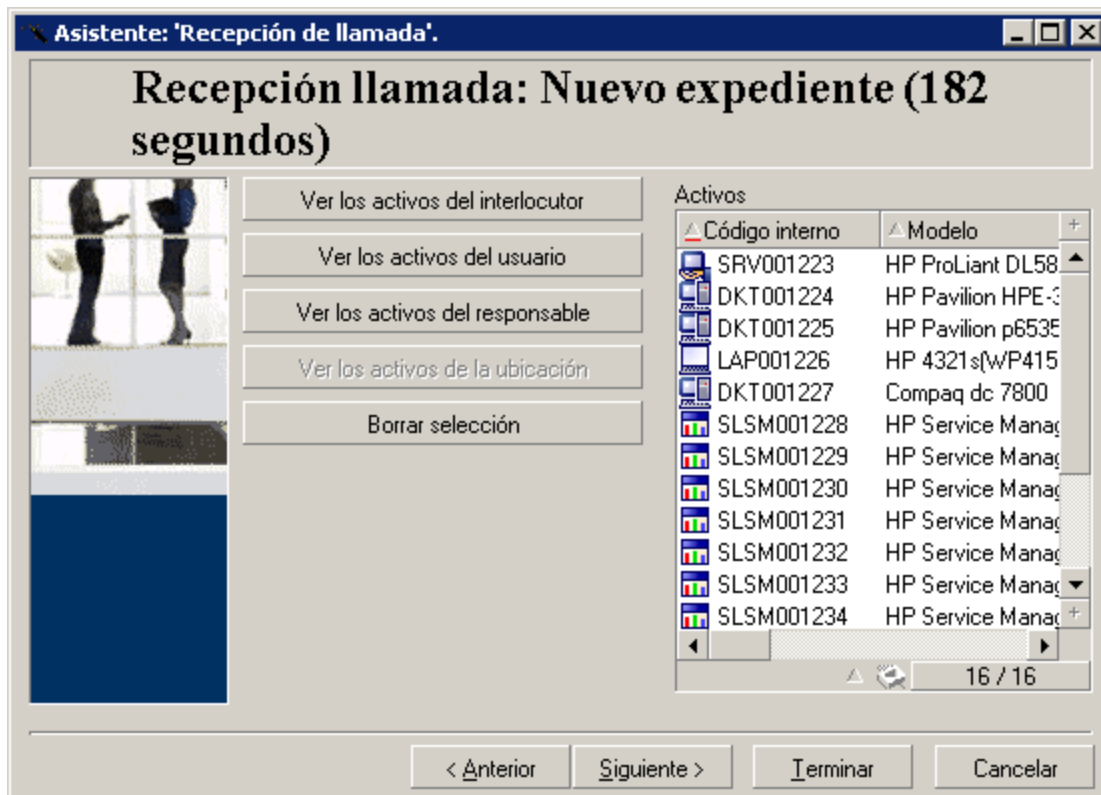 Asistente: 'Recepción de llamada'.
Recepción llamada: Nuevo expediente (182
segundos)
Ver los activos del interlocutor
Ver los activos del usuario
Ver los activos del responsable
Ver los activos de la ubicación
Borrar selección
Activos
Código interno Modelo
SRV001223 HP ProLiant DL58
DKT001224 HP Pavilion HPE-3
DKT001225 HP Pavilion p6535
LAP001226 HP 4321s(WP415
DKT001227 Compaq dc 7800
SLSM001228 HP Service Manag
SLSM001229 HP Service Manag
SLSM001230 HP Service Manag
SLSM001231 HP Service Manag
SLSM001232 HP Service Manag
SLSM001233 HP Service Manag
SLSM001234 HP Service Manag
16 / 16
< Anterior Siguiente > Terminar Cancelar